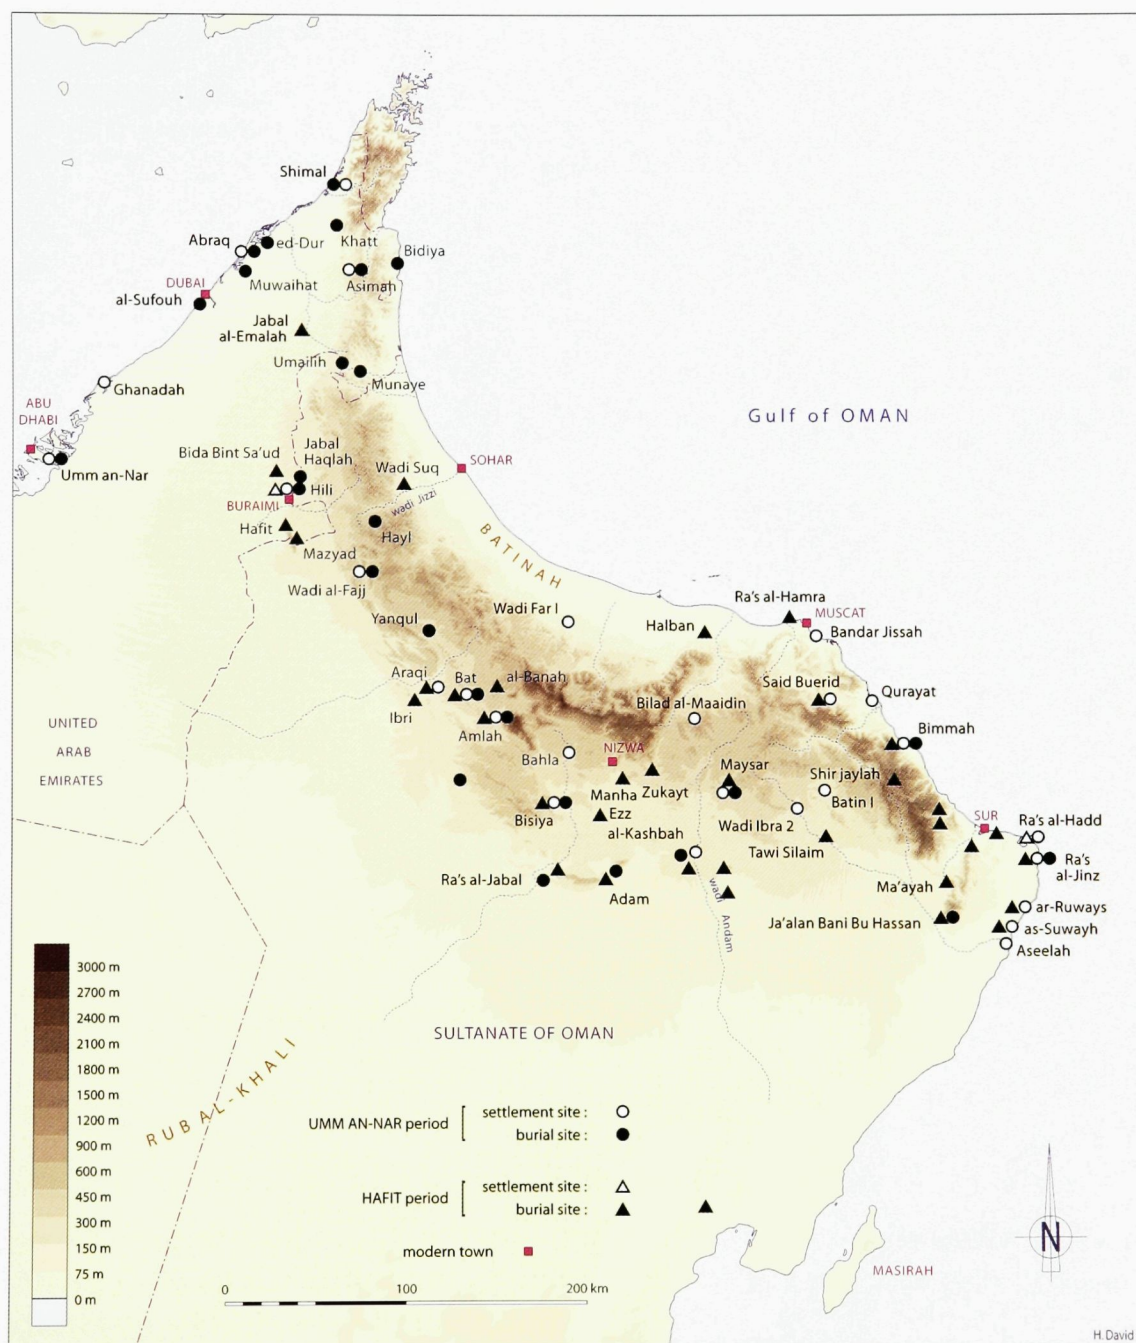 Shimal
Khatt
Abraq
ed-Dur
Bidiya
Muwaihat
Asimah
DUBAI
al-Sufouh
Jabal
al-Emalah
Umailih
Munaye
Ghanadah
ABU
DHABI
Gulf of OMAN
Umm an-Nar
Bida Bint Sa'ud
Jabal
Haqlah
Wadi Suq
SOHAR
Hili
BURAIMI
wadi Jizzi
Hafit
Mazyad
Hayl
BATINAH
Wadi al-Fajj
Wadi Far I
Ra's al-Hamra
MUSCAT
Yanqul
Halban
Bandar Jissah
Araqi
Bat
al-Banah
Said Buerid
Qurayat
Ibri
Bilad al-Maaidin
UNITED
ARAB
EMIRATES
Amlah
Bimmah
Bahla
NIZWA
Maysar
Shir jaylah
Manha
Zukayt
Batin I
Bisiya
Ezz
Wadi Ibra 2
SUR
Ra's al-Hadd
al-Kashbah
Tawi Silaim
Ra's
al-Jinz
Ra's al-Jabal
Adam
Ma'ayah
wadi Andam
Ja'alan Bani Bu Hassan
ar-Ruways
as-Suwayh
Aseelah
SULTANATE OF OMAN
RUB AL-KHALI
3000 m
2700 m
2400 m
2100 m
1800 m
1500 m
1200 m
900 m
600 m
450 m
300 m
150 m
75 m
0 m
UMM AN-NAR period
settlement site :
burial site :
HAFIT period
settlement site :
burial site :
modern town
0 100 200 km
N
MASIRAH
H. David